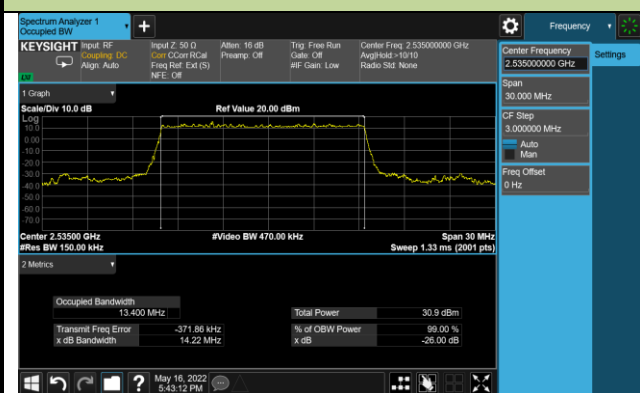 Spectrum Analyzer 1
Occupied BW
+
Frequency
KEYSIGHT
Input: RF
Coupling: DC
Align: Auto
Input Z: 50 Ω
Corr CCorr RCal
Freq Ref: Ext (S)
NFE: Off
Atten: 16 dB
Preamp: Off
Trig: Free Run
Gate: Off
#IF Gain: Low
Center Freq: 2.535000000 GHz
Avg|Hold:>10/10
Radio Std: None
Center Frequency
2.535000000 GHz
Settings
Span
30.000 MHz
CF Step
3.000000 MHz
Auto
Man
Freq Offset
0 Hz
1 Graph
Scale/Div 10.0 dB
Ref Value 20.00 dBm
Log
10.0
0.00
-10.0
-20.0
-30.0
-40.0
-50.0
-60.0
-70.0
Center 2.53500 GHz
#Video BW 470.00 kHz
Span 30 MHz
#Res BW 150.00 kHz
Sweep 1.33 ms (2001 pts)
2 Metrics
Occupied Bandwidth
13.400 MHz
Total Power
30.9 dBm
Transmit Freq Error
-371.86 kHz
% of OBW Power
99.00 %
x dB Bandwidth
14.22 MHz
x dB
-26.00 dB
?
May 16, 2022
5:43:12 PM